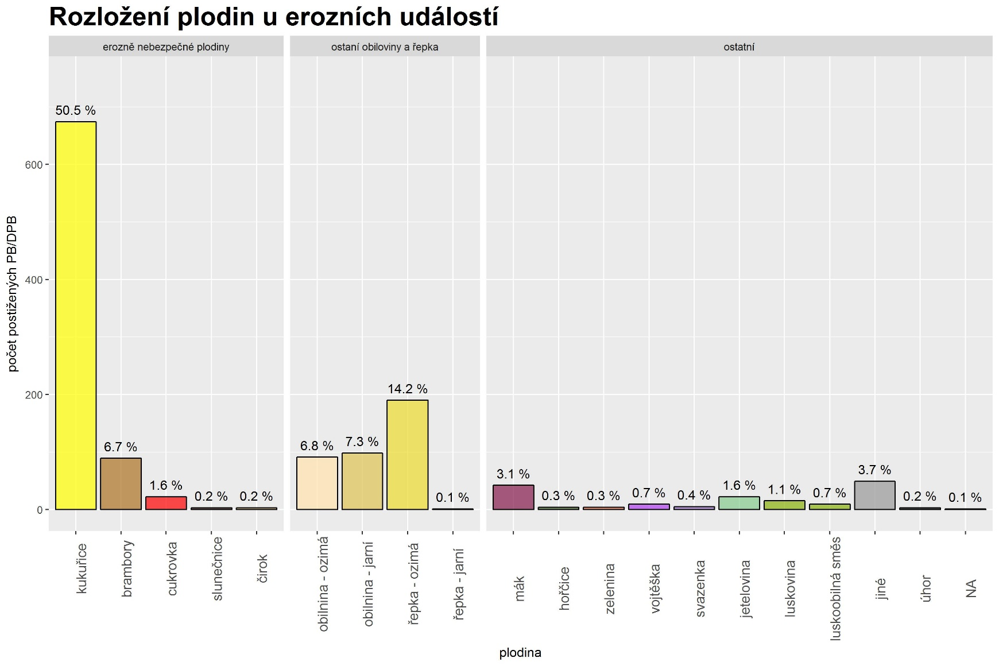 Rozložení plodin u erozních událostí
erozně nebezpečné plodiny
ostaní obiloviny a řepka
ostatní
počet postižených PB/DPB
600
400
200
0
50.5 %
6.7 %
1.6 %
0.2 %
0.2 %
6.8 %
7.3 %
14.2 %
0.1 %
3.1 %
0.3 %
0.3 %
0.7 %
0.4 %
1.6 %
1.1 %
0.7 %
3.7 %
0.2 %
0.1 %
kukuřice
brambory
cukrovka
slunečnice
čirok
obilnina - ozimá
obilnina - jarní
řepka - ozimá
řepka - jarní
mák
hořčice
zelenina
vojtěška
svazenka
jetelovina
luskovina
luskoobilná směs
jiné
úhor
NA
plodina